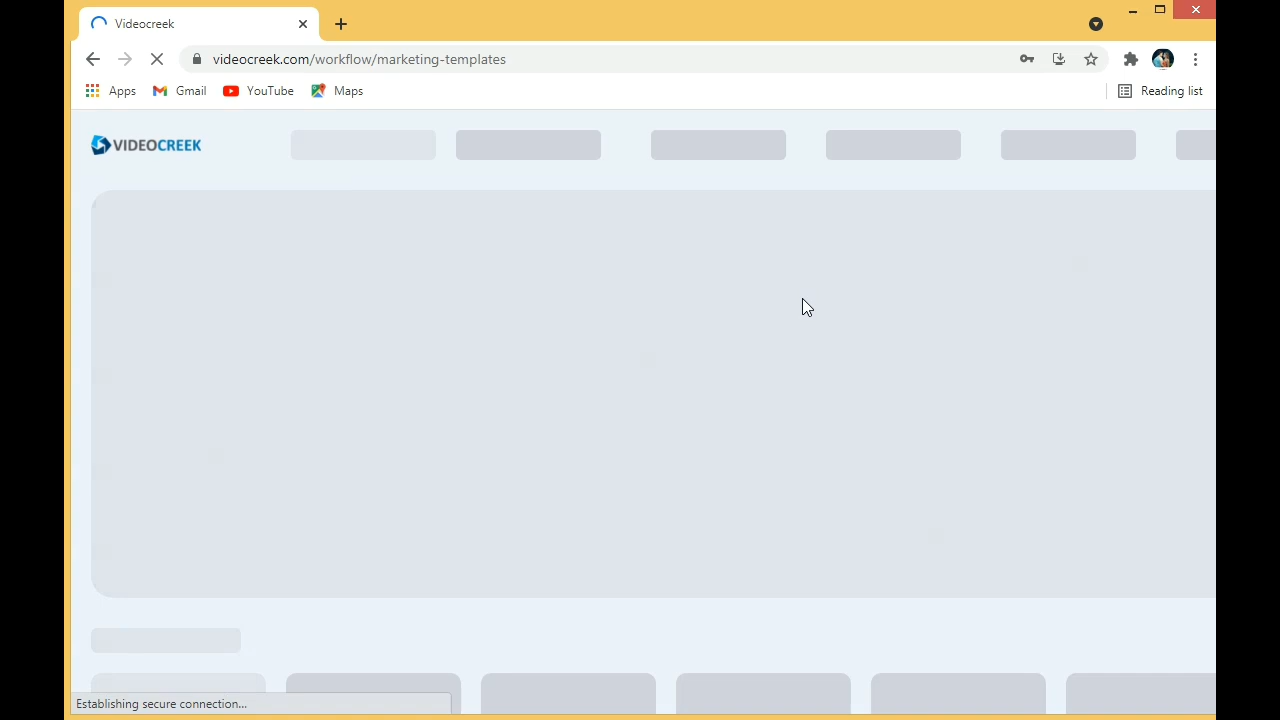 Videocreek
videocreek.com/workflow/marketing-templates
Apps
Gmail
YouTube
Maps
Reading list
VIDEOCREEK
Establishing secure connection...